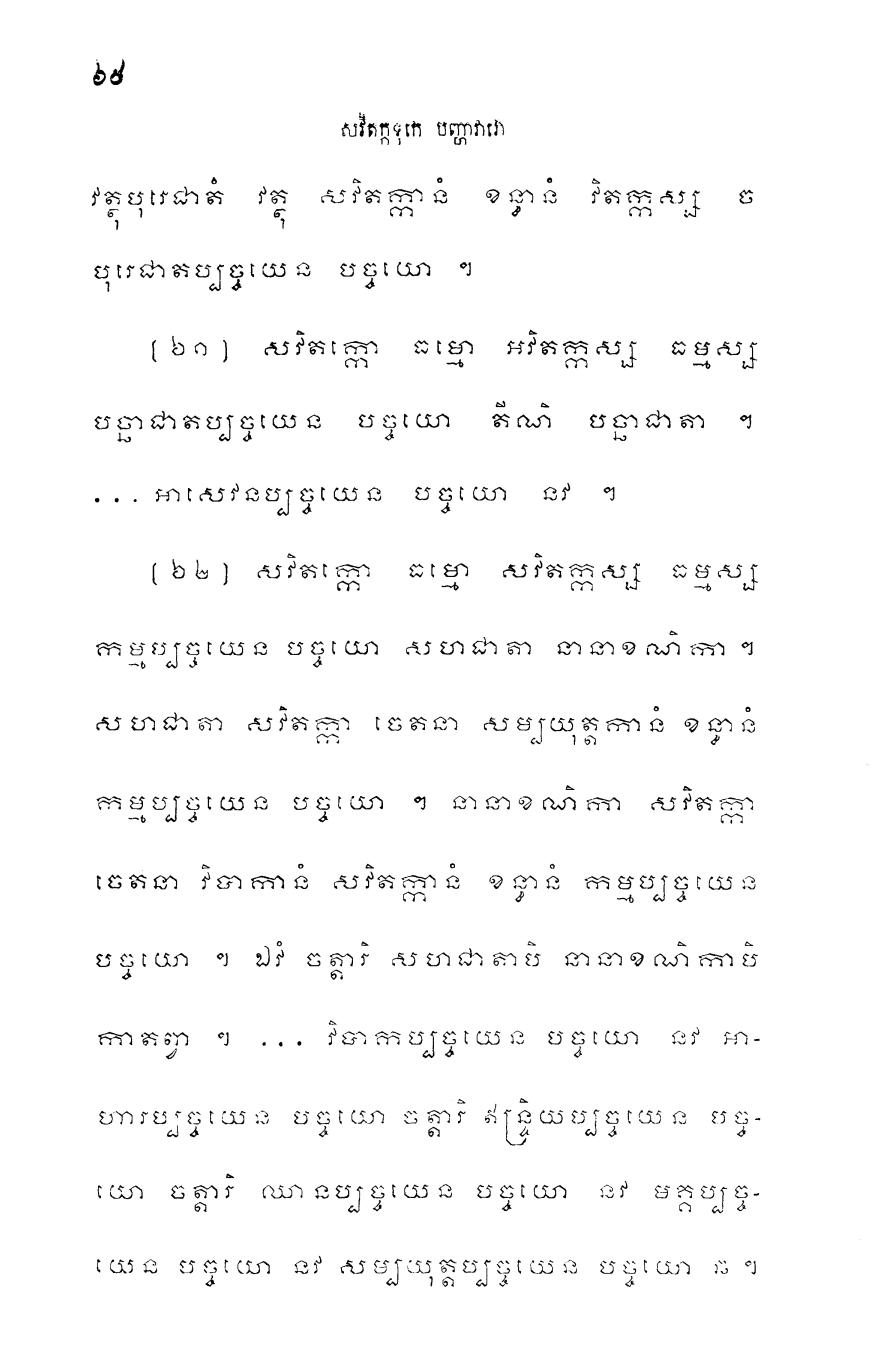 ៦៩
សវិតក្កទុកេ បញ្ហាវារោ
វត្ថុបុរេជាតំ វត្ថុ សវិតក្កានំ ខន្ធានំ វិតក្កស្ស ច
បុរេជាតប្បច្ចយេន បច្ចយោ ។
(៦១) សវិតក្កោ ធម្មោ អវិតក្កស្ស ធម្មស្ស
បច្ឆាជាតប្បច្ចយេន បច្ចយោ តីណិ បច្ឆាជាតា ។
... អាសេវនប្បច្ចយេន បច្ចយោ នវ ។
(៦២) សវិតក្កោ ធម្មោ សវិតក្កស្ស ធម្មស្ស
កម្មប្បច្ចយេន បច្ចយោ សហជាតា នានាខណិកា ។
សហជាតា សវិតក្កា ចេតនា សម្បយុត្តកានំ ខន្ធានំ
កម្មប្បច្ចយេន បច្ចយោ ។ នានាខណិកា សវិតក្កា
ចេតនា វិបាកានំ សវិតក្កានំ ខន្ធានំ កម្មប្បច្ចយេន
បច្ចយោ ។ ឯវំ ចត្តារិ សហជាតាបិ នានាខណិកាបិ
កាតព្វា ។ ... វិបាកប្បច្ចយេន បច្ចយោ នវ អា-
ហារប្បច្ចយេន បច្ចយោ ចត្តារិ ឥន្ទ្រិយប្បច្ចយេន បច្ច-
យោ ចត្តារិ ឈានប្បច្ចយេន បច្ចយោ នវ មគ្គប្បច្ច-
យេន បច្ចយោ នវ សម្បយុត្តប្បច្ចយេន បច្ចយោ ឆ ។